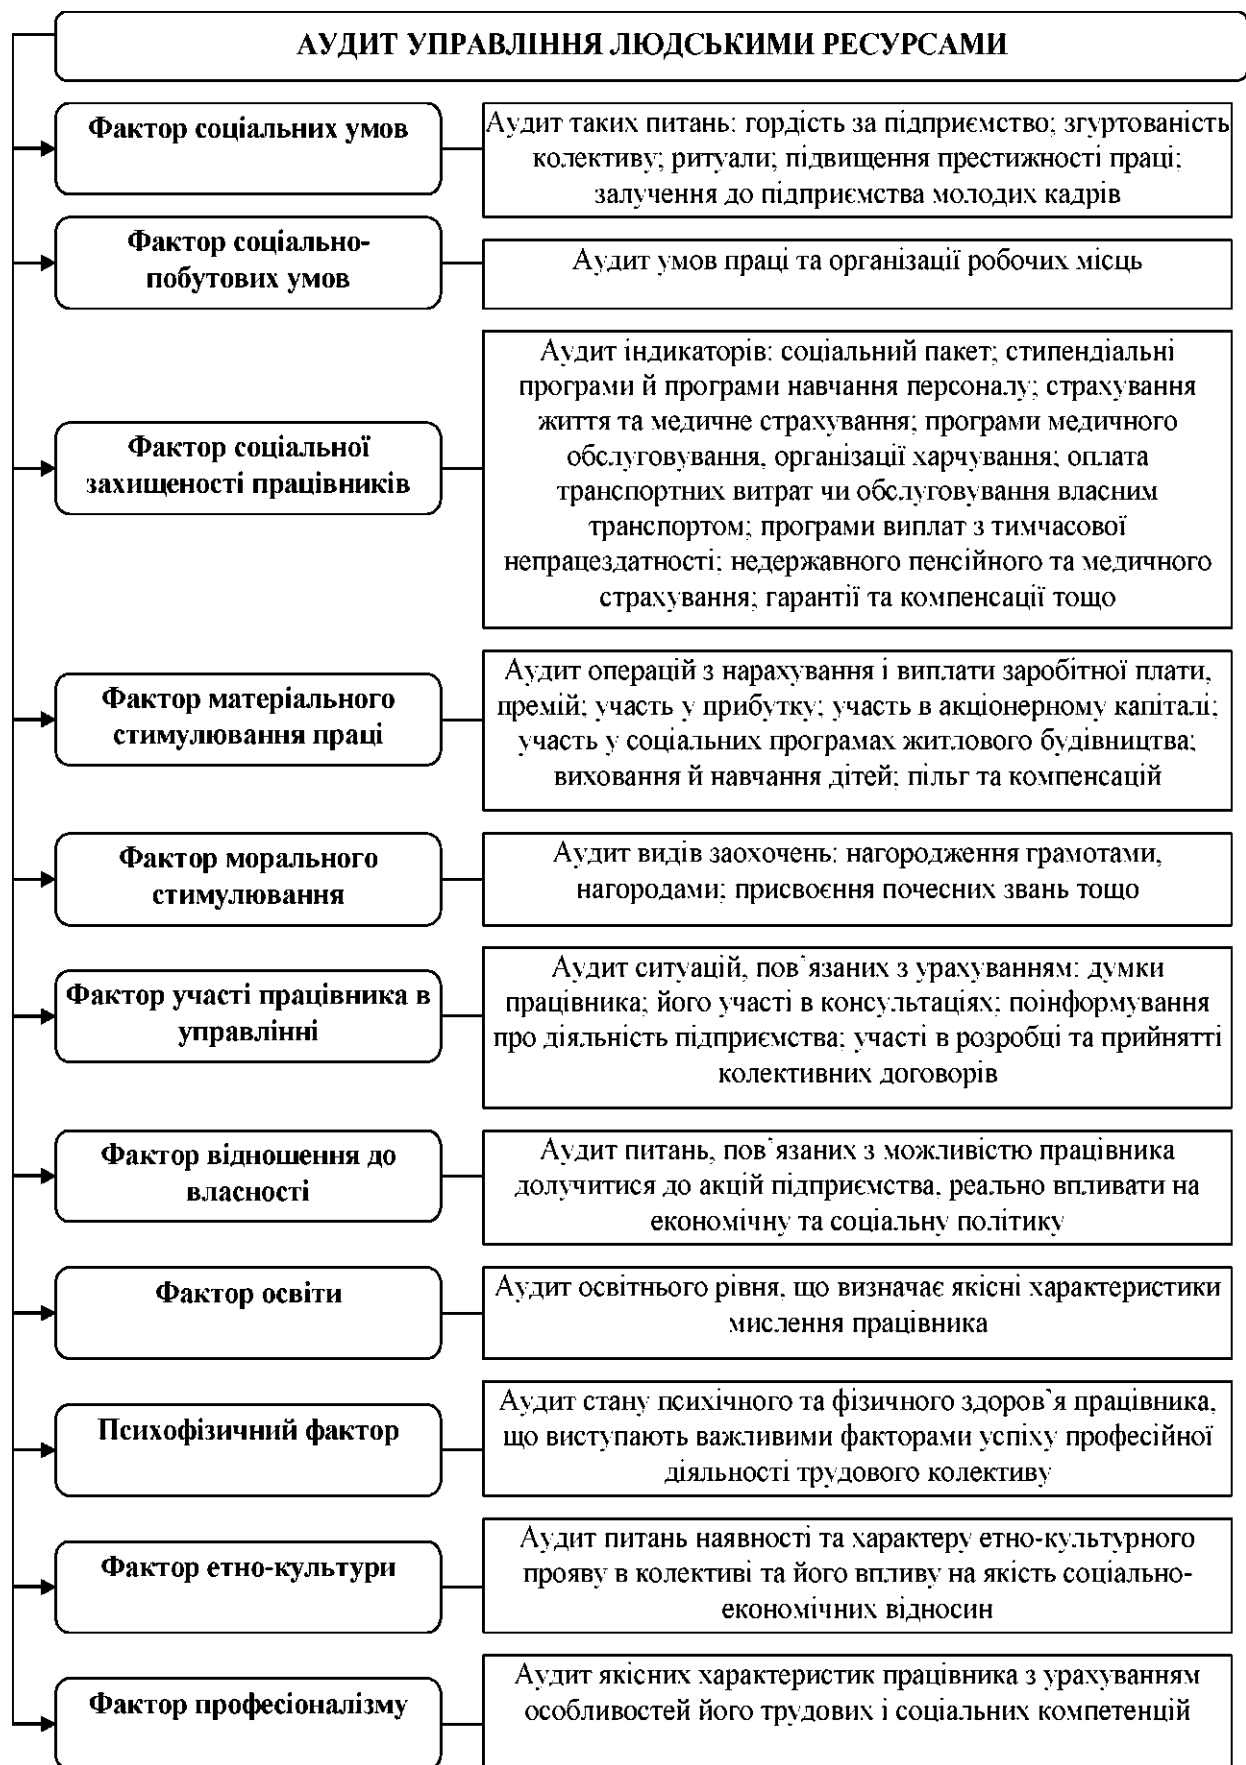 АУДИТ УПРАВЛІННЯ ЛЮДСЬКИМИ РЕСУРСАМИ
Фактор соціальних умов
Аудит таких питань: гордість за підприємство; згуртованість
колективу; ритуали; підвищення престижності праці;
залучення до підприємства молодих кадрів
Фактор соціально-
побутових умов
Аудит умов праці та організації робочих місць
Фактор соціальної
захищеності працівників
Аудит індикаторів: соціальний пакет; стипендіальні
програми й програми навчання персоналу; страхування
життя та медичне страхування; програми медичного
обслуговування, організації харчування; оплата
транспортних витрат чи обслуговування власним
транспортом; програми виплат з тимчасової
непрацездатності; недержавного пенсійного та медичного
страхування; гарантії та компенсації тощо
Фактор матеріального
стимулювання праці
Аудит операцій з нарахування і виплати заробітної плати,
премій; участь у прибутку; участь в акціонерному капіталі;
участь у соціальних програмах житлового будівництва;
виховання й навчання дітей; пільг та компенсацій
Фактор морального
стимулювання
Аудит видів заохочень: нагородження грамотами,
нагородами; присвоєння почесних звань тощо
Фактор участі працівника в
управлінні
Аудит ситуацій, пов`язаних з урахуванням: думки
працівника; його участі в консультаціях; поінформування
про діяльність підприємства; участі в розробці та прийнятті
колективних договорів
Фактор відношення до
власності
Аудит питань, пов`язаних з можливістю працівника
долучитися до акцій підприємства, реально впливати на
економічну та соціальну політику
Фактор освіти
Аудит освітнього рівня, що визначає якісні характеристики
мислення працівника
Психофізичний фактор
Аудит стану психічного та фізичного здоров`я працівника,
що виступають важливими факторами успіху професійної
діяльності трудового колективу
Фактор етно-культури
Аудит питань наявності та характеру етно-культурного
прояву в колективі та його впливу на якість соціально-
економічних відносин
Фактор професіоналізму
Аудит якісних характеристик працівника з урахуванням
особливостей його трудових і соціальних компетенцій